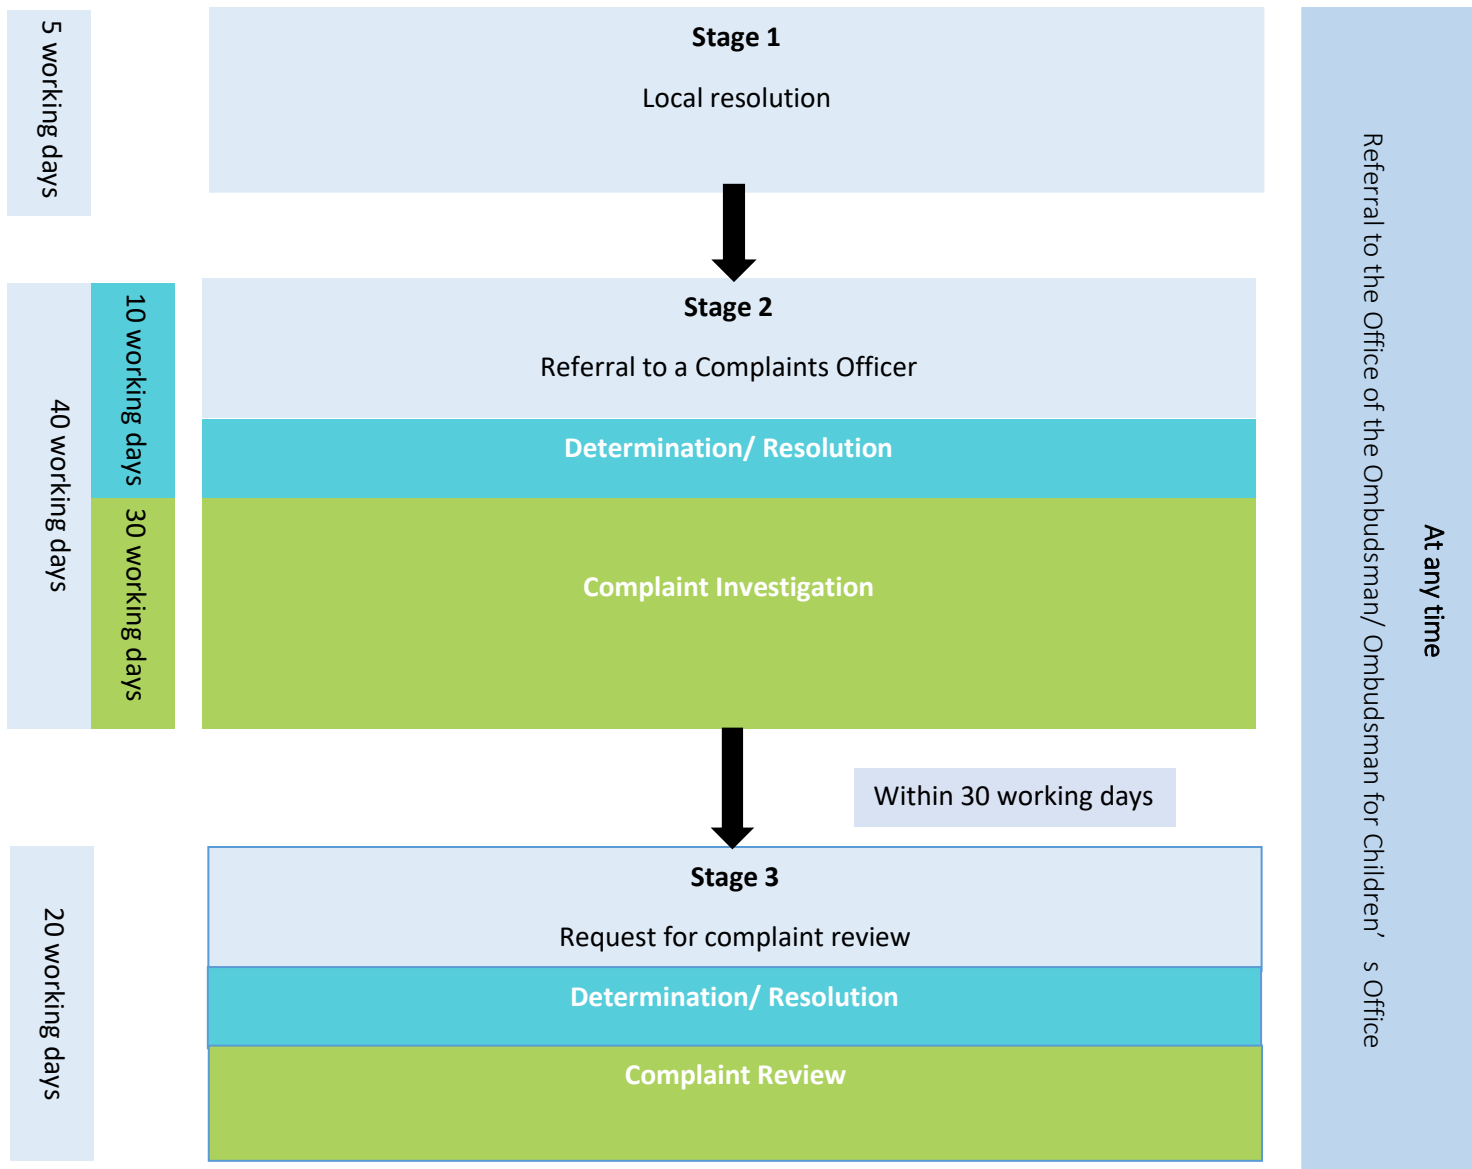 5 working days
Stage 1
Local resolution
40 working days
10 working days
30 working days
Stage 2
Referral to a Complaints Officer
Determination/ Resolution
Complaint Investigation
Within 30 working days
20 working days
Stage 3
Request for complaint review
Determination/ Resolution
Complaint Review
At any time
Referral to the Office of the Ombudsman/ Ombudsman for Children’ s Office